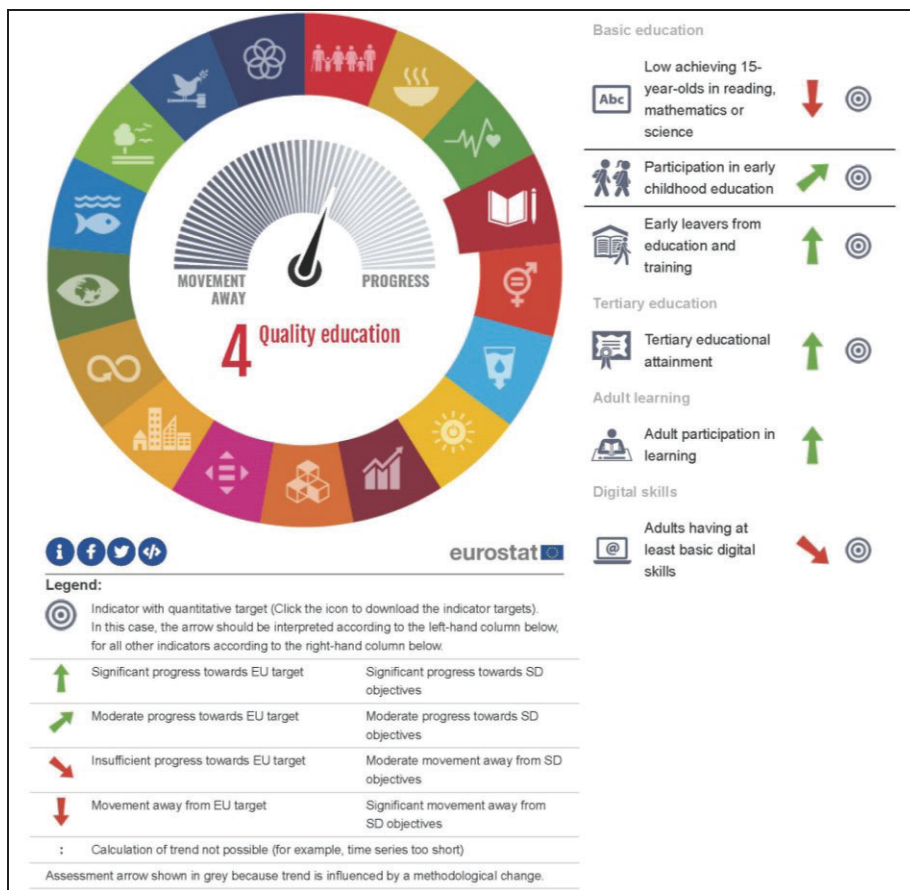 MOVEMENT
AWAY
PROGRESS
4 Quality education
eurostat
Basic education
Abc
Low achieving 15-
year-olds in reading,
mathematics or
science
Participation in early
childhood education
Early leavers from
education and
training
Tertiary education
Tertiary educational
attainment
Adult learning
Adult participation in
learning
Digital skills
@
Adults having at
least basic digital
skills
Legend:
Indicator with quantitative target (Click the icon to download the indicator targets).
In this case, the arrow should be interpreted according to the left-hand column below,
for all other indicators according to the right-hand column below.
Significant progress towards EU target
Significant progress towards SD
objectives
Moderate progress towards EU target
Moderate progress towards SD
objectives
Insufficient progress towards EU target
Moderate movement away from SD
objectives
Movement away from EU target
Significant movement away from
SD objectives
: Calculation of trend not possible (for example, time series too short)
Assessment arrow shown in grey because trend is influenced by a methodological change.